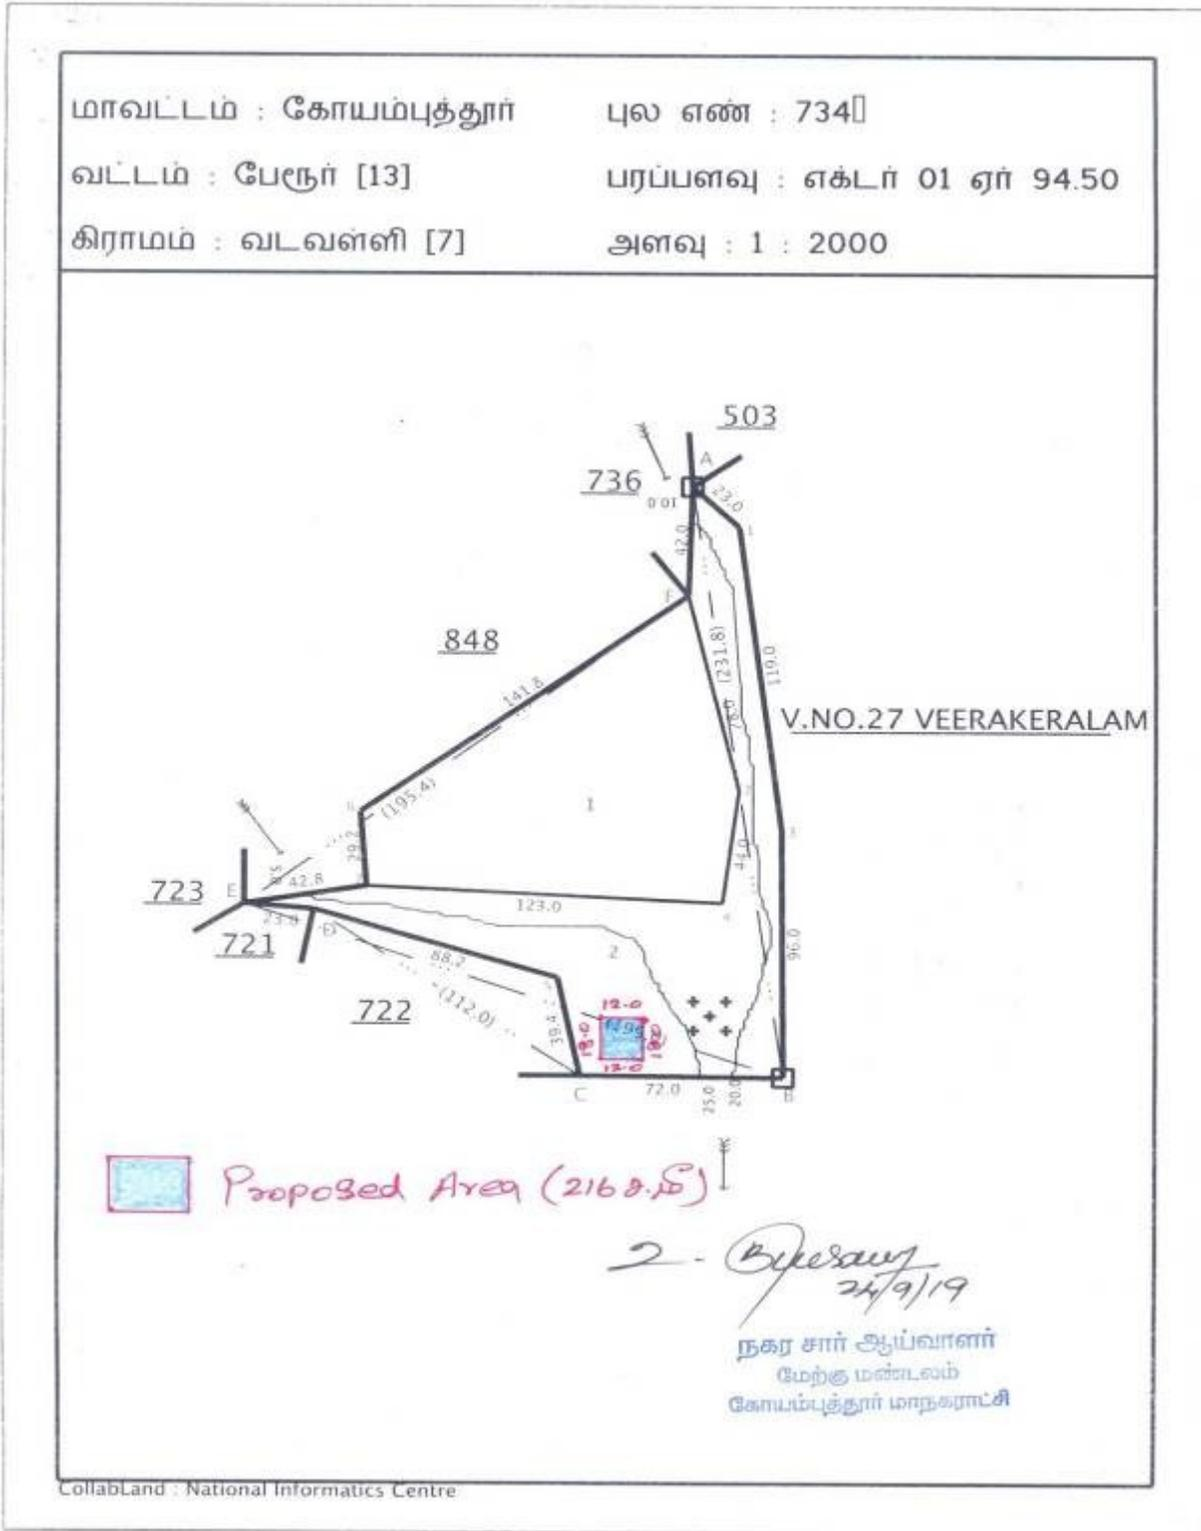 மாவட்டம் : கோயம்புத்தூர் புல எண் : 734
வட்டம் : பேரூர் [13] பரப்பளவு : எக்டர் 01 ஏர் 94.50
கிராமம் : வடவள்ளி [7] அளவு : 1 : 2000
503
A
736
23.0
10.0
42.0
F
848
(231.8)
119.0
141.8
78.0
V.NO.27 VEERAKERALAM
(195.4)
1
29.2
44.0
5.8
42.8
723
E
123.0
23.0
D
721
88.2
2
96.0
(112.0)
722
39.4
12.0
18.0
18.0
12.0
C
72.0
25.0
20.0
B
Proposed Area (216 ச.மீ)
24/9/19
நகர சார் ஆய்வாளர்
மேற்கு மண்டலம்
கோயம்புத்தூர் மாநகராட்சி
CollabLand : National Informatics Centre